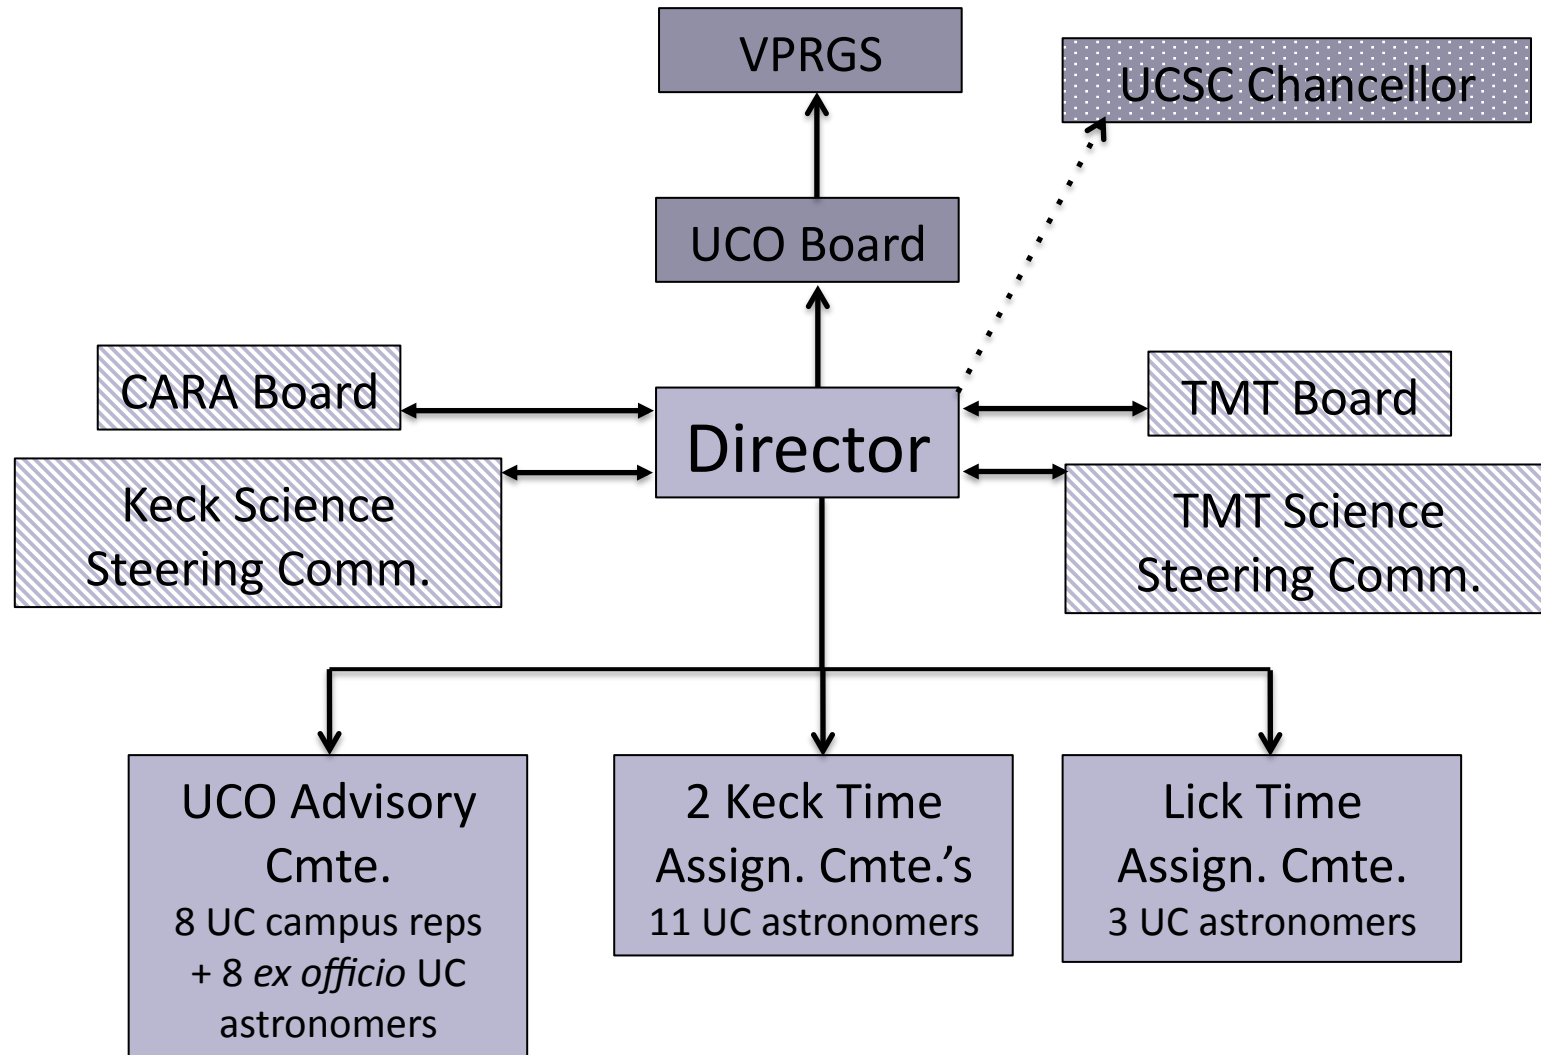 VPRGS
UCSC Chancellor
UCO Board
CARA Board
TMT Board
Director
Keck Science
Steering Comm.
TMT Science
Steering Comm.
UCO Advisory
Cmte.
8 UC campus reps
+ 8 ex officio UC
astronomers
2 Keck Time
Assign. Cmte.’s
11 UC astronomers
Lick Time
Assign. Cmte.
3 UC astronomers